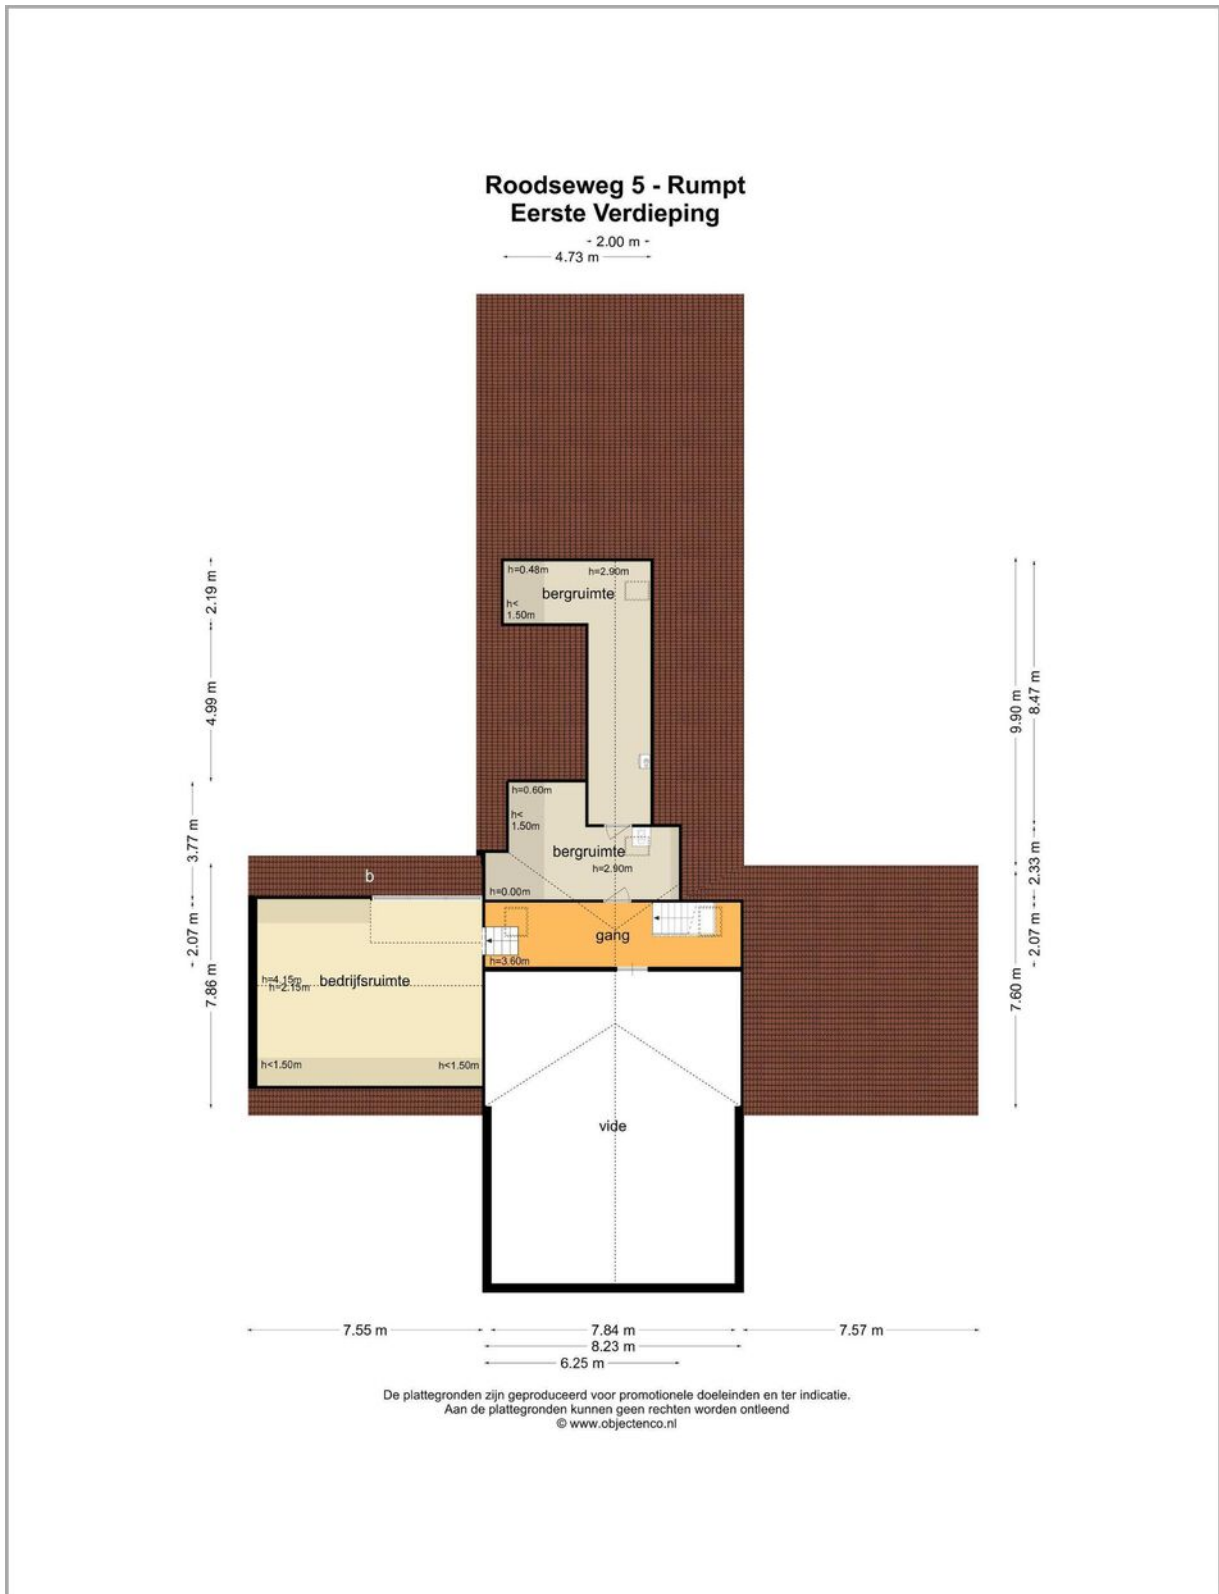 Roodseweg 5 - Rumpt
Eerste Verdieping
2.00 m
4.73 m
2.19 m
4.99 m
3.77 m
2.07 m
7.86 m
9.90 m
8.47 m
2.33 m
2.07 m
7.60 m
h=0.48m
h=2.90m
bergruimte
h<
1.50m
h=0.60m
h<
1.50m
bergruimte
h=2.90m
h=0.00m
b
gang
h=3.60m
h=4.15m
h=2.15m
bedrijfsruimte
h<1.50m
h<1.50m
vide
7.55 m
7.84 m
7.57 m
8.23 m
6.25 m
De plattegronden zijn geproduceerd voor promotionele doeleinden en ter indicatie.
Aan de plattegronden kunnen geen rechten worden ontleend
© www.objectenco.nl